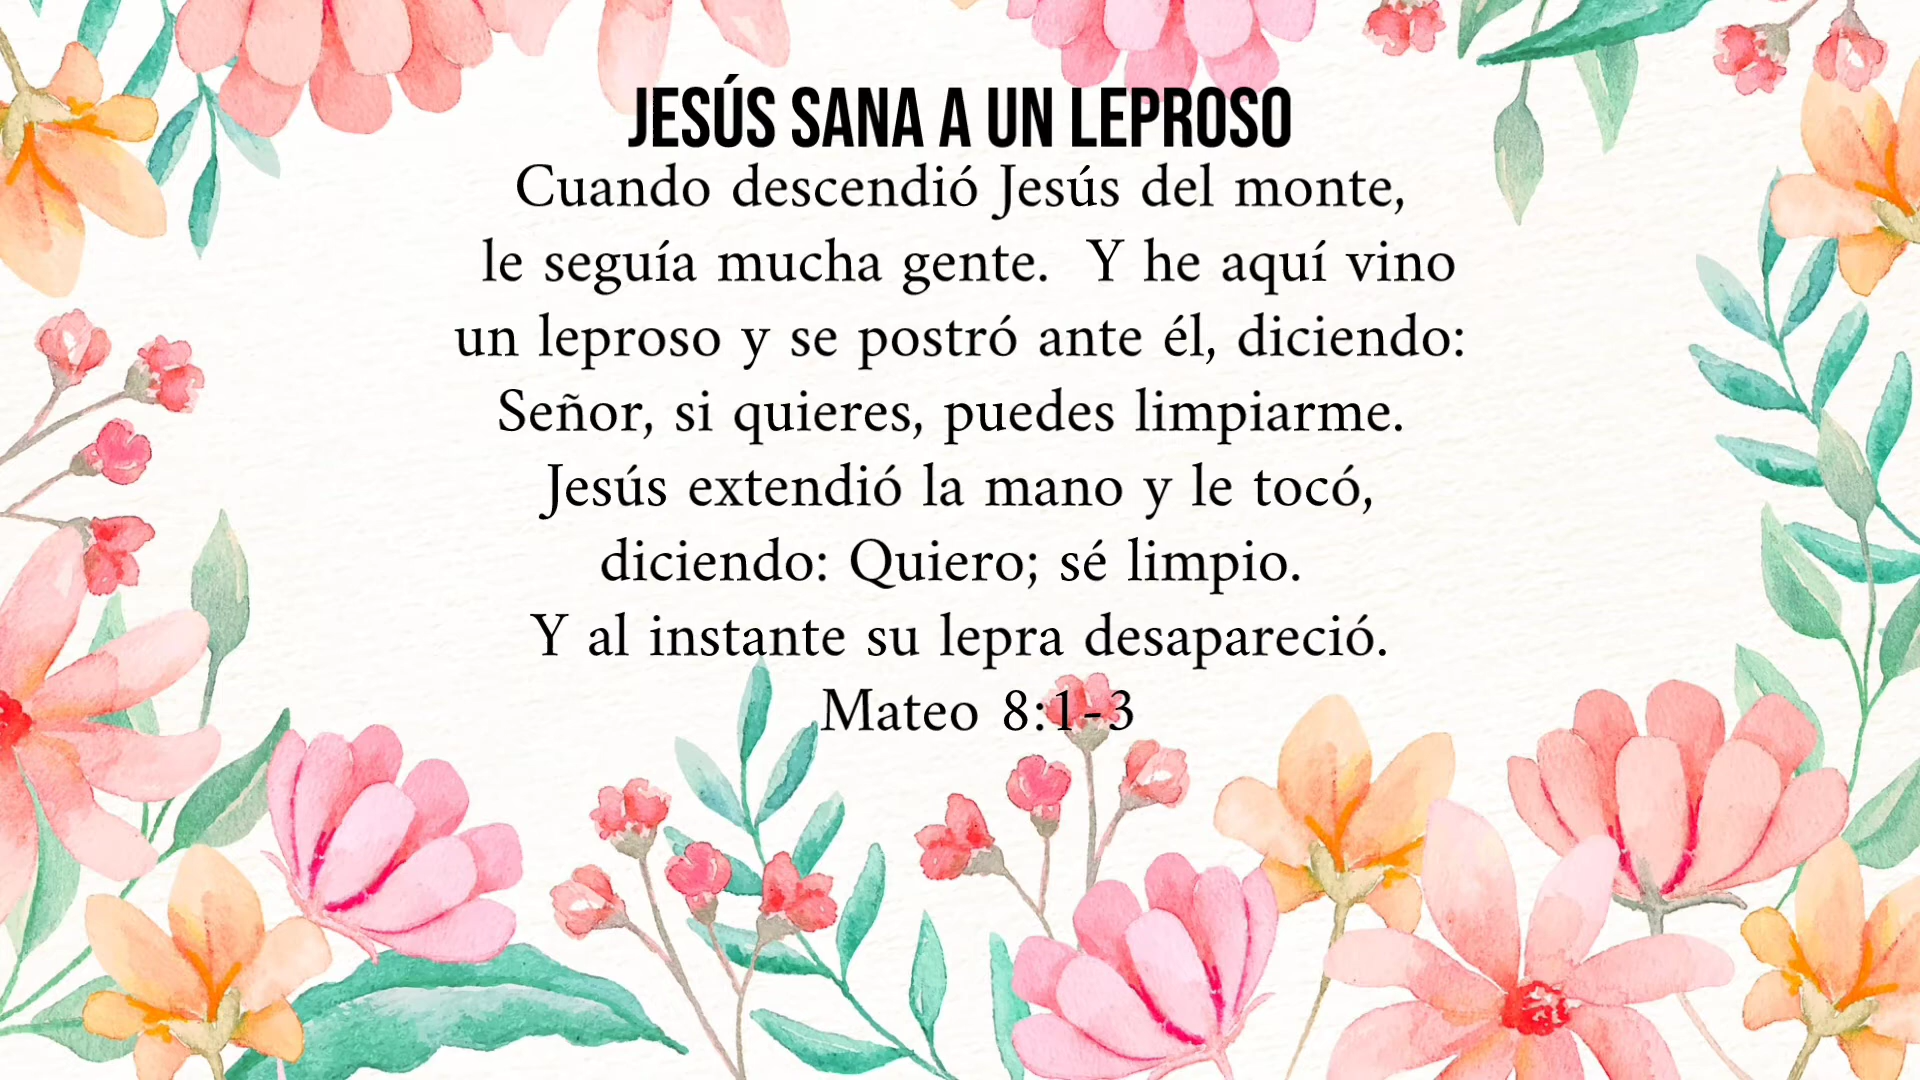 JESÚS SANA A UN LEPROSO
Cuando descendió Jesús del monte,
le seguía mucha gente.  Y he aquí vino
un leproso y se postró ante él, diciendo:
Señor, si quieres, puedes limpiarme.
Jesús extendió la mano y le tocó,
diciendo: Quiero; sé limpio.
Y al instante su lepra desapareció.
Mateo 8:1-3